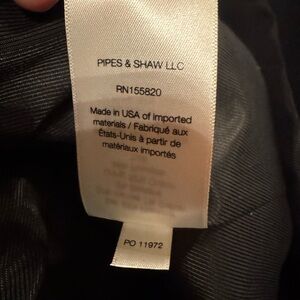 PIPES & SHAW LLC
RN155820
Made in USA of imported
materials / Fabriqué aux
États-Unis à partir de
matériaux importés
PO 11972